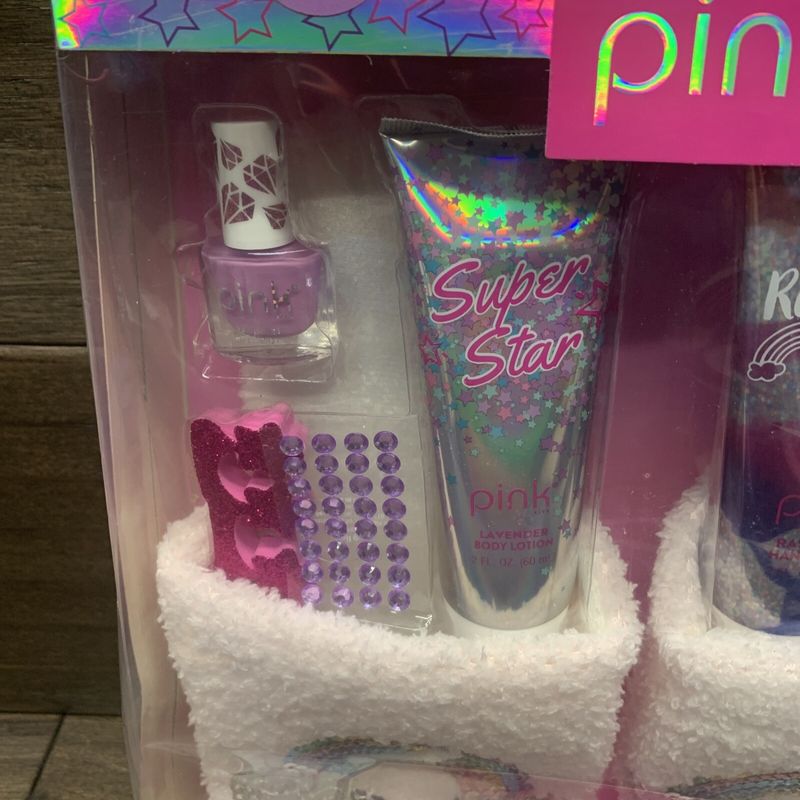 pin
pink
Super
Star
pink
LAVENDER
BODY LOTION
2 FL. OZ. (60 ml)